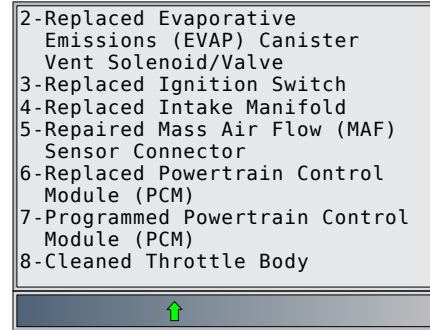 2-Replaced Evaporative
Emissions (EVAP) Canister
Vent Solenoid/Valve
3-Replaced Ignition Switch
4-Replaced Intake Manifold
5-Repaired Mass Air Flow (MAF)
Sensor Connector
6-Replaced Powertrain Control
Module (PCM)
7-Programmed Powertrain Control
Module (PCM)
8-Cleaned Throttle Body